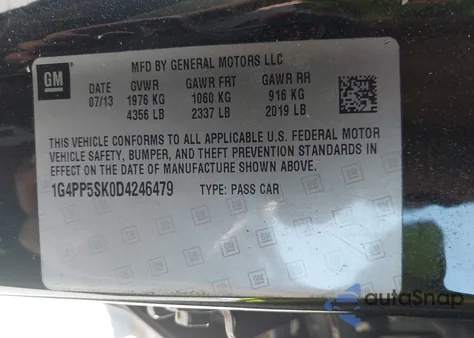 GM
MFD BY GENERAL MOTORS LLC
DATE GVWR GAWR FRT GAWR RR
07/13 1976 KG 1060 KG 916 KG
4356 LB 2337 LB 2019 LB
THIS VEHICLE CONFORMS TO ALL APPLICABLE U.S. FEDERAL MOTOR
VEHICLE SAFETY, BUMPER, AND THEFT PREVENTION STANDARDS IN
EFFECT ON THE DATE OF MANUFACTURE SHOWN ABOVE.
1G4PP5SK0D4246479 TYPE: PASS CAR
autoSnap